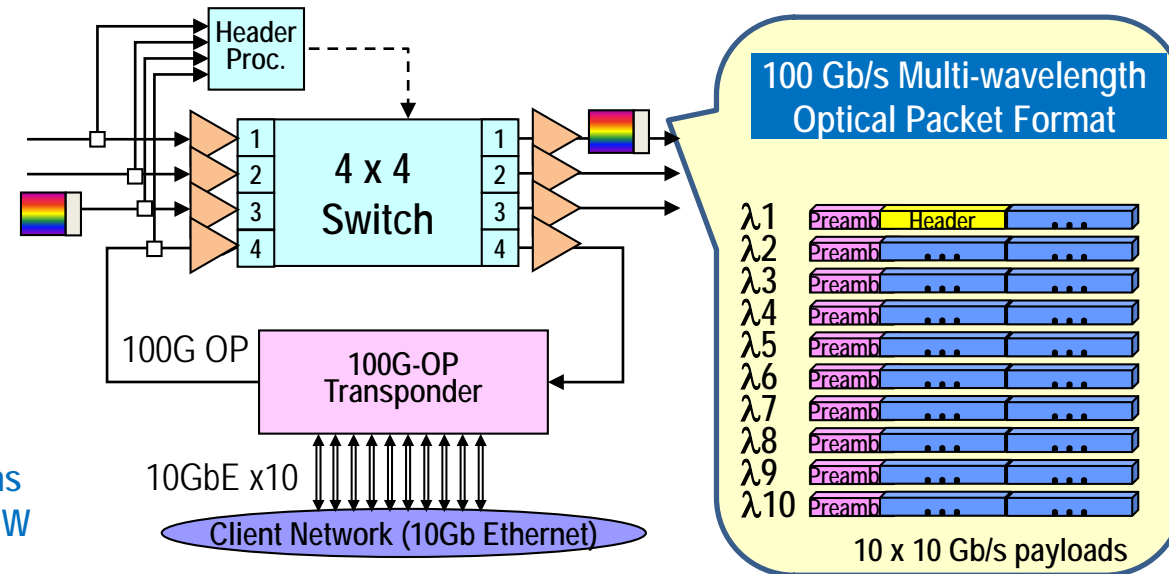 Header
Proc.
100 Gb/s Multi-wavelength
Optical Packet Format
1
2
3
4
4 x 4
Switch
1
2
3
4
λ1 Preamb Header ...
λ2 Preamb ... ...
λ3 Preamb ... ...
λ4 Preamb ... ...
λ5 Preamb ... ...
λ6 Preamb ... ...
λ7 Preamb ... ...
λ8 Preamb ... ...
λ9 Preamb ... ...
λ10 Preamb ... ...
10 x 10 Gb/s payloads
100G OP
100G-OP
Transponder
10GbE x10
Client Network (10Gb Ethernet)
W